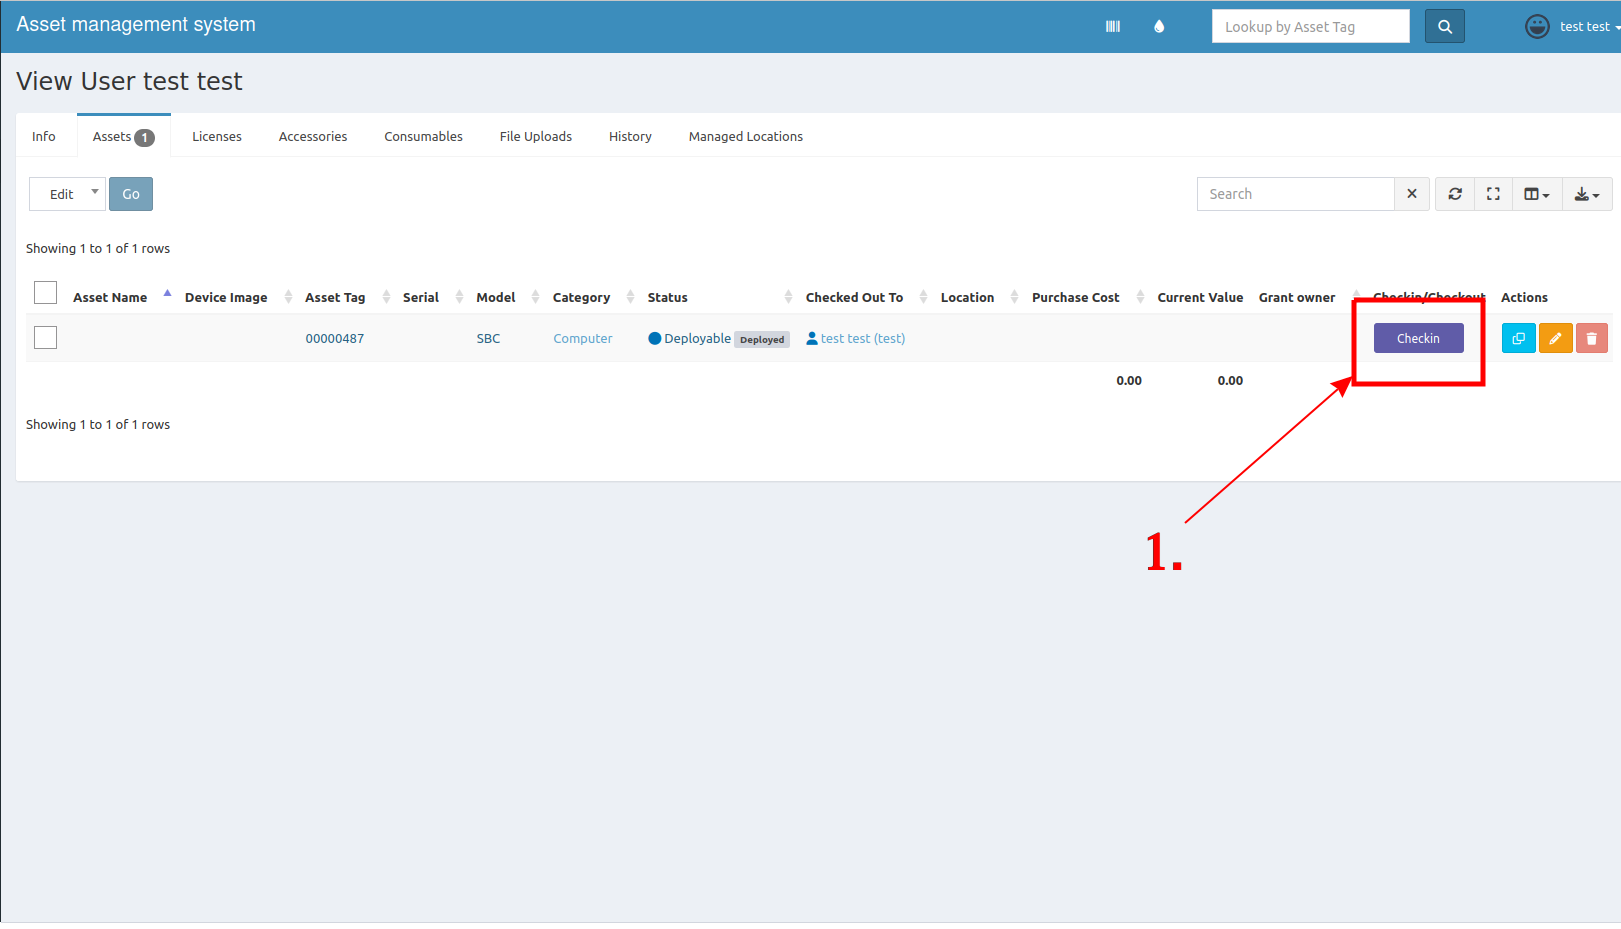 Asset management system
Lookup by Asset Tag
test test
View User test test
Info Assets 1 Licenses Accessories Consumables File Uploads History Managed Locations
Edit Go Search
Showing 1 to 1 of 1 rows
Asset Name Device Image Asset Tag Serial Model Category Status Checked Out To Location Purchase Cost Current Value Grant owner Checkin/Checkout Actions
00000487 SBC Computer Deployable Deployed test test (test) Checkin
0.00 0.00
Showing 1 to 1 of 1 rows
1.